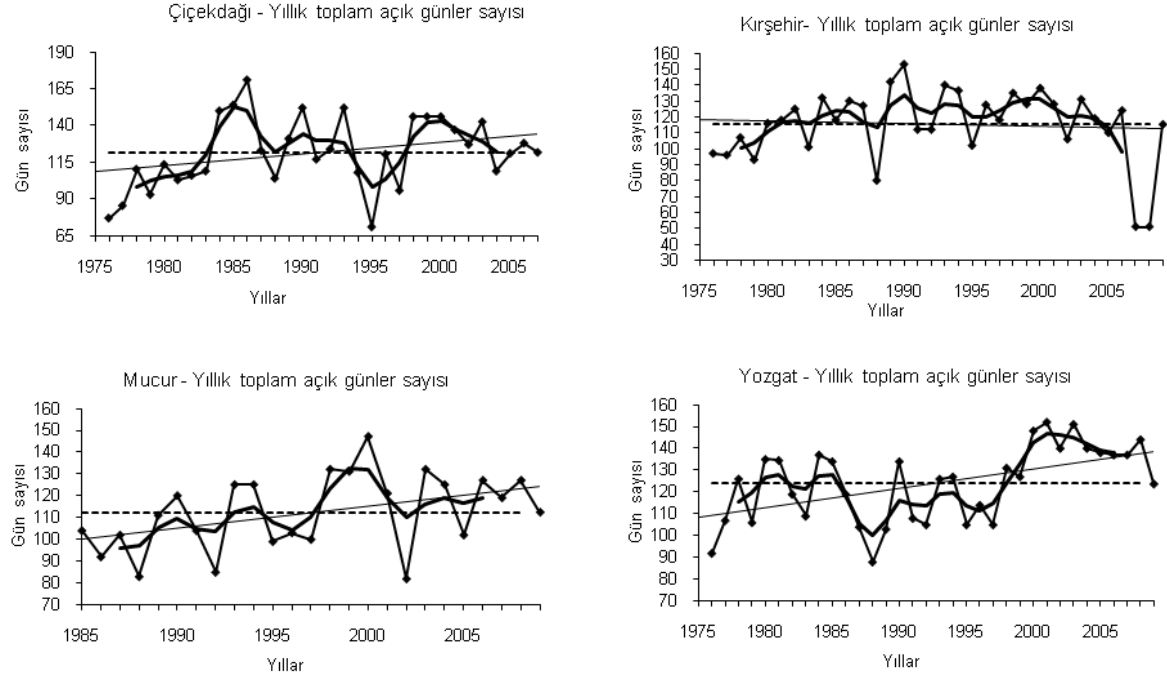 Çiçekdağı - Yıllık toplam açık günler sayısı
Gün sayısı
190
165
140
115
90
65
1975 1980 1985 1990 1995 2000 2005
Yıllar
Kırşehir- Yıllık toplam açık günler sayısı
Gün sayısı
160
150
140
130
120
110
100
90
80
70
60
50
40
30
1975 1980 1985 1990 1995 2000 2005
Yıllar
Mucur - Yıllık toplam açık günler sayısı
Gün sayısı
160
150
140
130
120
110
100
90
80
70
1985 1990 1995 2000 2005
Yıllar
Yozgat - Yıllık toplam açık günler sayısı
Gün sayısı
160
150
140
130
120
110
100
90
80
70
1975 1980 1985 1990 1995 2000 2005
Yıllar